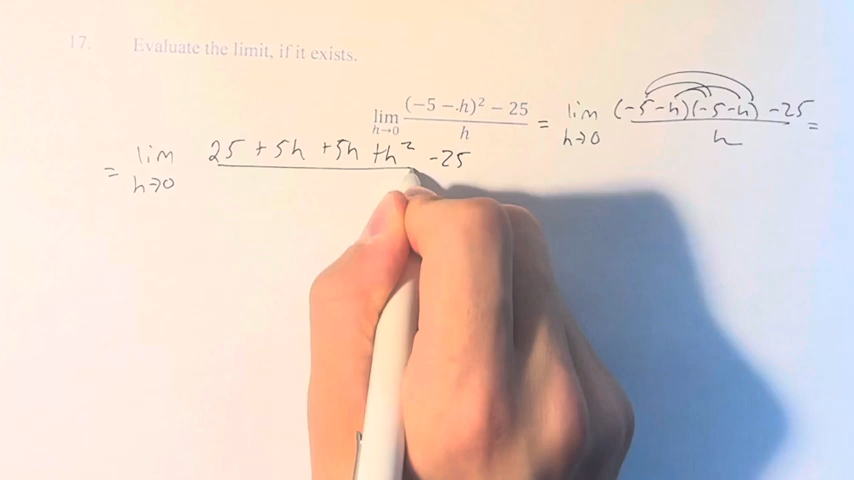 17. Evaluate the limit, if it exists.
lim h→0 (−5 − h)² − 25 / h = lim h→0 (-5-h)(-5-h) -25 / h =
= lim h→0 25 + 5h + 5h + h² - 25